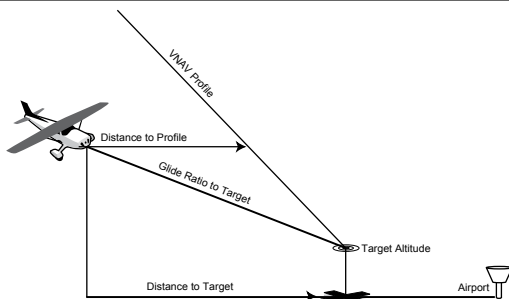 VNAV Profile
Distance to Profile
Glide Ratio to Target
Target Altitude
Distance to Target
Airport